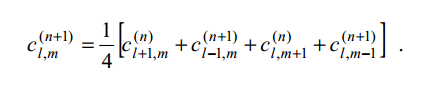 c_{l,m}^{(n+1)} = \frac{1}{4} \left[ c_{l+1,m}^{(n)} + c_{l-1,m}^{(n+1)} + c_{l,m+1}^{(n)} + c_{l,m-1}^{(n+1)} \right] .